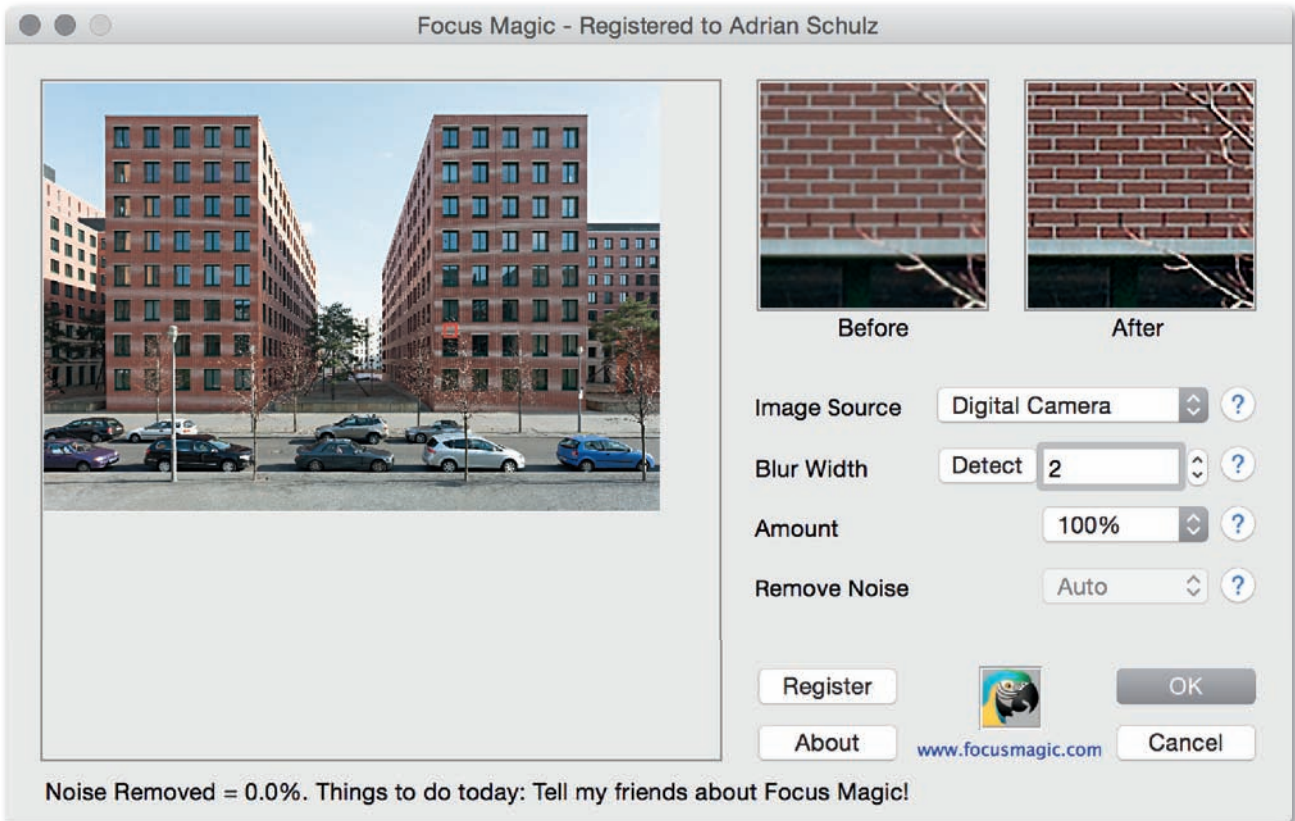 Focus Magic - Registered to Adrian Schulz
Before
After
Image Source
Digital Camera
?
Blur Width
Detect
2
?
Amount
100%
?
Remove Noise
Auto
?
Register
OK
About
www.focusmagic.com
Cancel
Noise Removed = 0.0%. Things to do today: Tell my friends about Focus Magic!